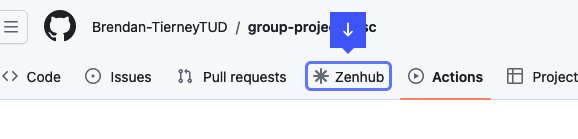 Brendan-TierneyTUD / group-projec sc
Code Issues Pull requests Zenhub Actions Project